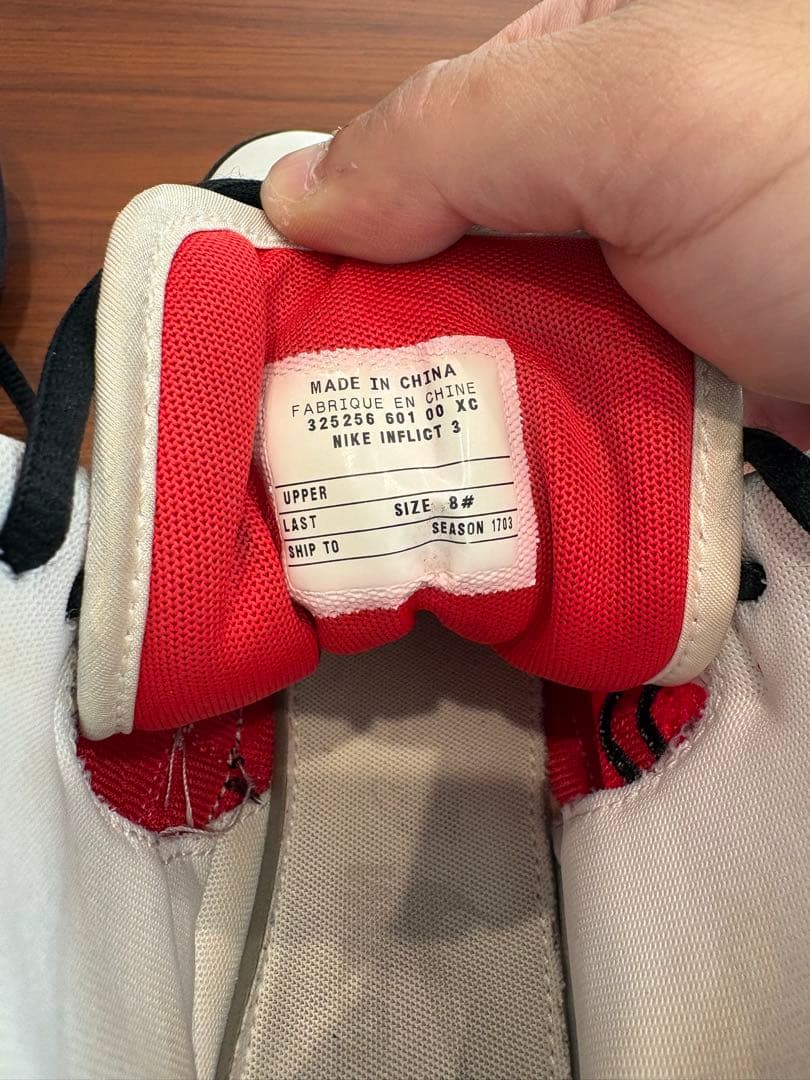 MADE IN CHINA
FABRIQUE EN CHINE
325256 601 00 XC
NIKE INFLICT 3
UPPER
LAST SIZE 8#
SHIP TO SEASON 1703